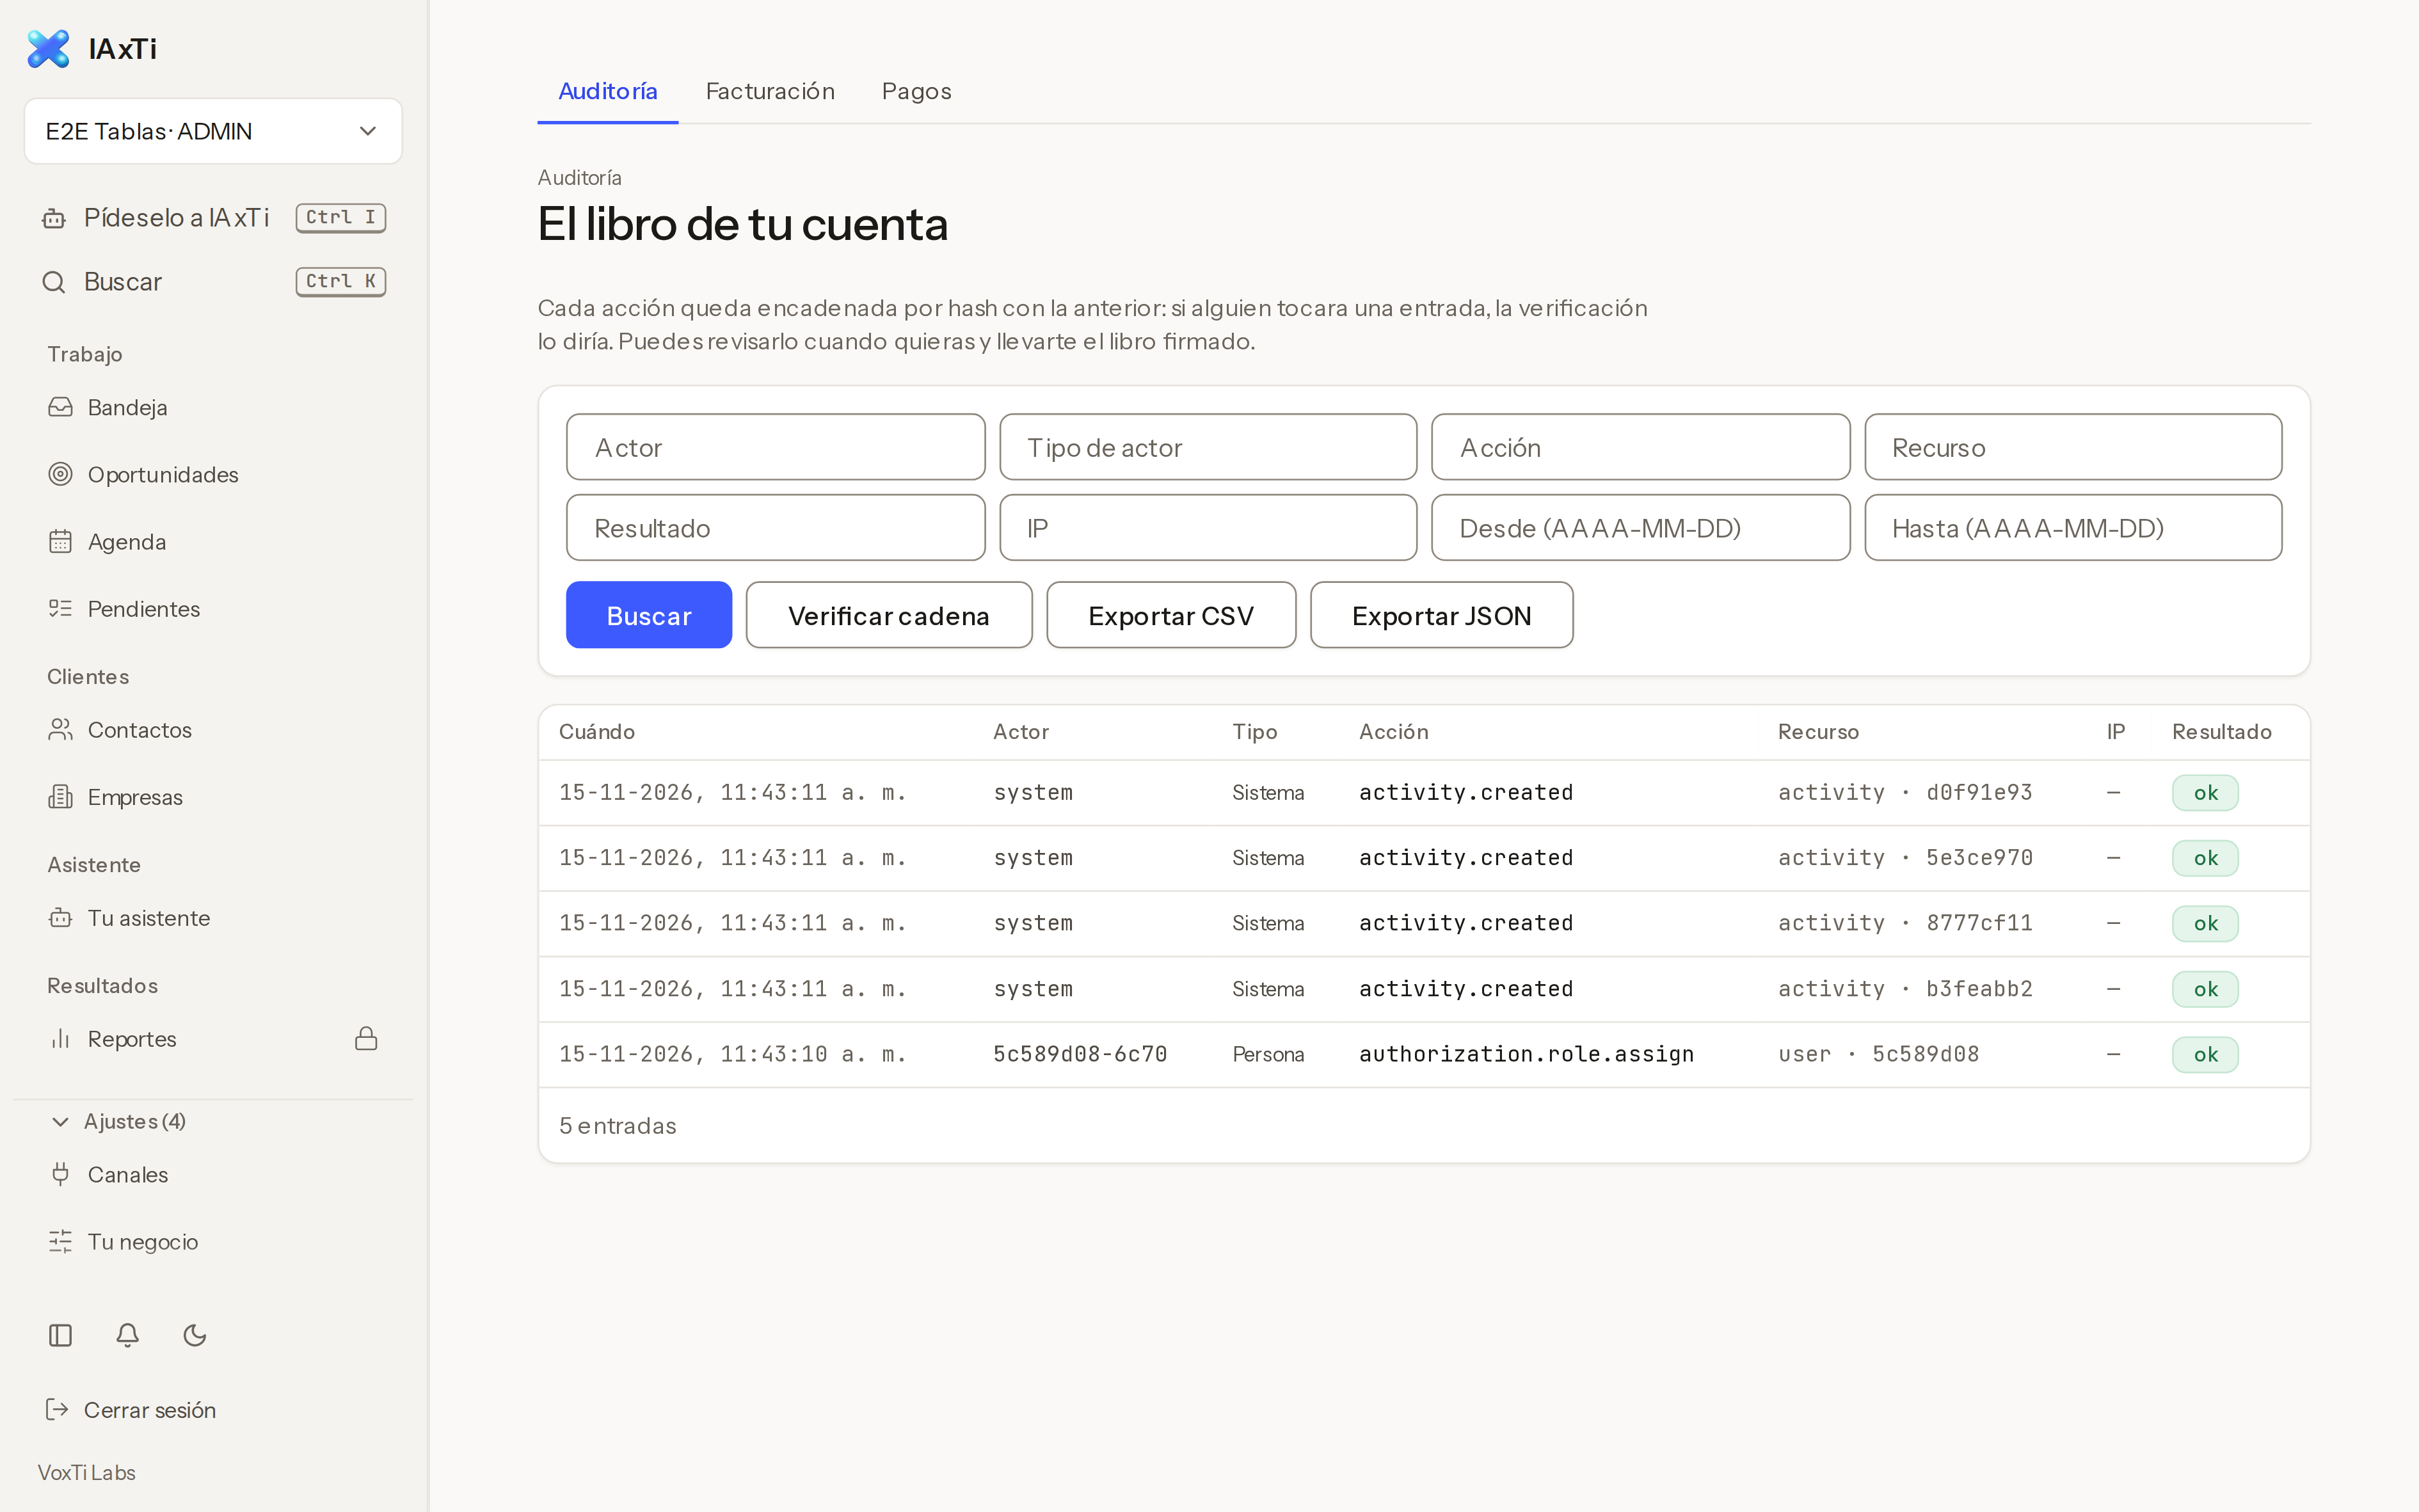 IAxTi
E2E Tablas · ADMIN
Pídeselo a IAxTi Ctrl I
Buscar Ctrl K
Trabajo
Bandeja
Oportunidades
Agenda
Pendientes
Clientes
Contactos
Empresas
Asistente
Tu asistente
Resultados
Reportes
Ajustes (4)
Canales
Tu negocio
Cerrar sesión
VoxTi Labs
Auditoría Facturación Pagos
Auditoría
El libro de tu cuenta
Cada acción queda encadenada por hash con la anterior: si alguien tocara una entrada, la verificación
lo diría. Puedes revisarlo cuando quieras y llevarte el libro firmado.
Actor Tipo de actor Acción Recurso
Resultado IP Desde (AAAA-MM-DD) Hasta (AAAA-MM-DD)
Buscar Verificar cadena Exportar CSV Exportar JSON
Cuándo Actor Tipo Acción Recurso IP Resultado
15-11-2026, 11:43:11 a. m. system Sistema activity.created activity · d0f91e93 — ok
15-11-2026, 11:43:11 a. m. system Sistema activity.created activity · 5e3ce970 — ok
15-11-2026, 11:43:11 a. m. system Sistema activity.created activity · 8777cf11 — ok
15-11-2026, 11:43:11 a. m. system Sistema activity.created activity · b3feabb2 — ok
15-11-2026, 11:43:10 a. m. 5c589d08-6c70 Persona authorization.role.assign user · 5c589d08 — ok
5 entradas